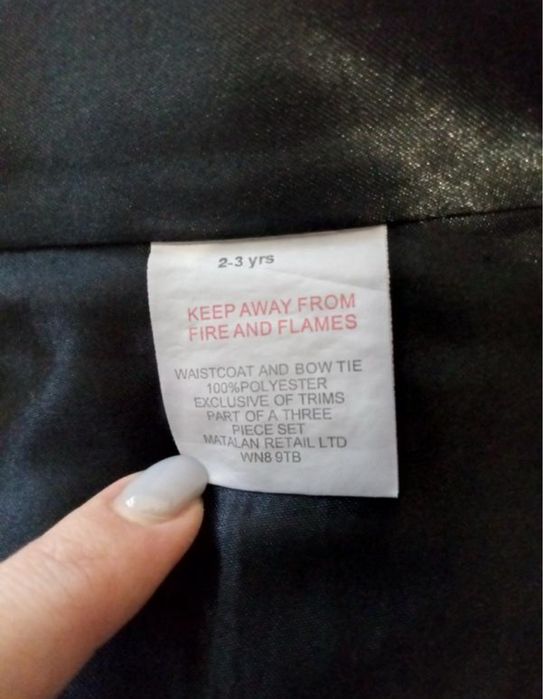 2-3 yrs
KEEP AWAY FROM
FIRE AND FLAMES
WAISTCOAT AND BOW TIE
100%POLYESTER
EXCLUSIVE OF TRIMS
PART OF A THREE
PIECE SET
MATALAN RETAIL LTD
WN8 9TB